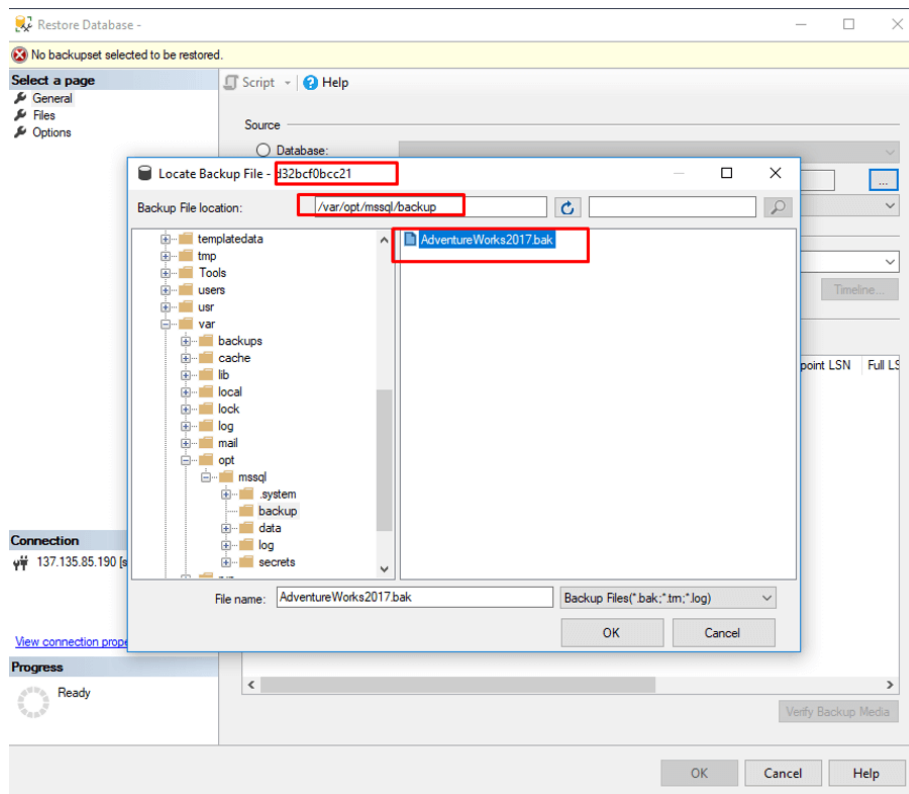 Restore Database -
No backupset selected to be restored.
Select a page
General
Files
Options
Script
Help
Source
Database:
...
Timeline...
point LSN Full LS
Locate Backup File - d32bcf0bcc21
Backup File location: /var/opt/mssql/backup
templatedata
tmp
Tools
users
usr
var
backups
cache
lib
local
lock
log
mail
opt
mssql
.system
backup
data
log
secrets
AdventureWorks2017.bak
File name: AdventureWorks2017.bak Backup Files(*.bak;*.trn;*.log)
OK Cancel
Connection
137.135.85.190 [s
View connection prope
Progress
Ready
Verify Backup Media
OK Cancel Help